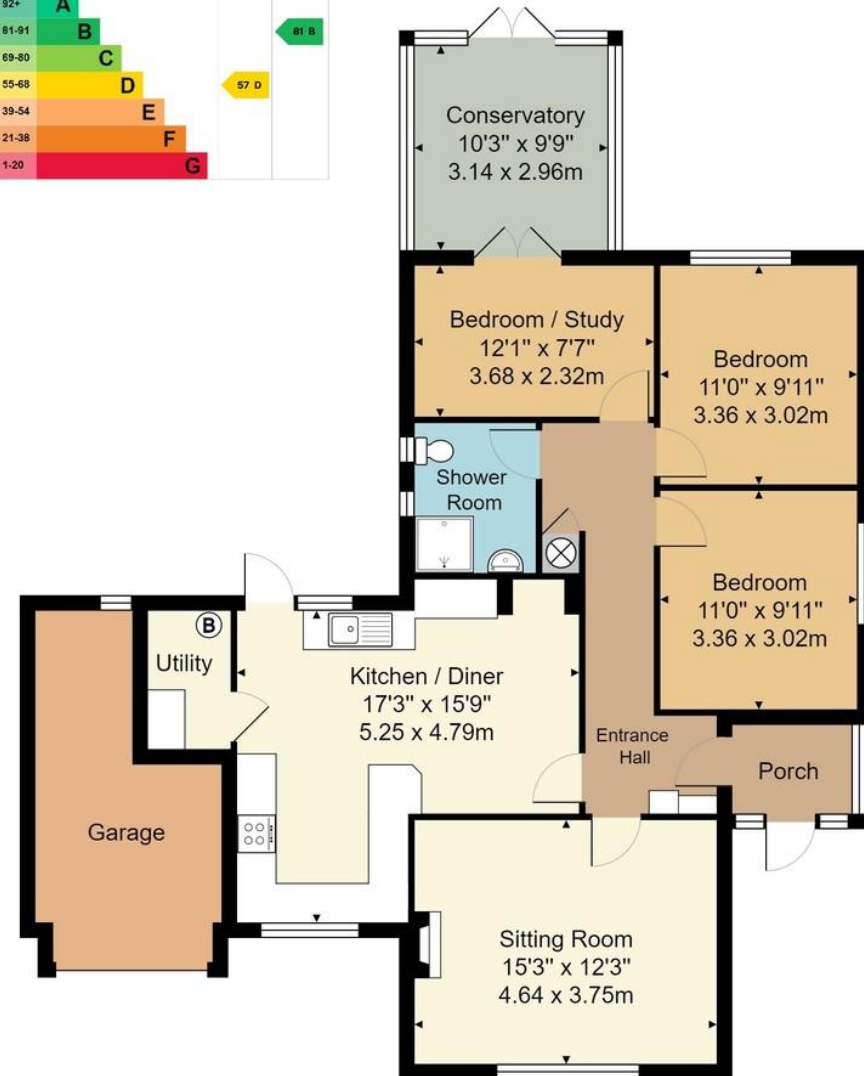 92+ A
81-91 B
69-80 C
55-68 D
39-54 E
21-38 F
1-20 G
57 D
81 B
Conservatory
10'3" x 9'9"
3.14 x 2.96m
Bedroom / Study
12'1" x 7'7"
3.68 x 2.32m
Bedroom
11'0" x 9'11"
3.36 x 3.02m
Shower
Room
Bedroom
11'0" x 9'11"
3.36 x 3.02m
B
Utility
Kitchen / Diner
17'3" x 15'9"
5.25 x 4.79m
Entrance
Hall
Porch
Garage
Sitting Room
15'3" x 12'3"
4.64 x 3.75m